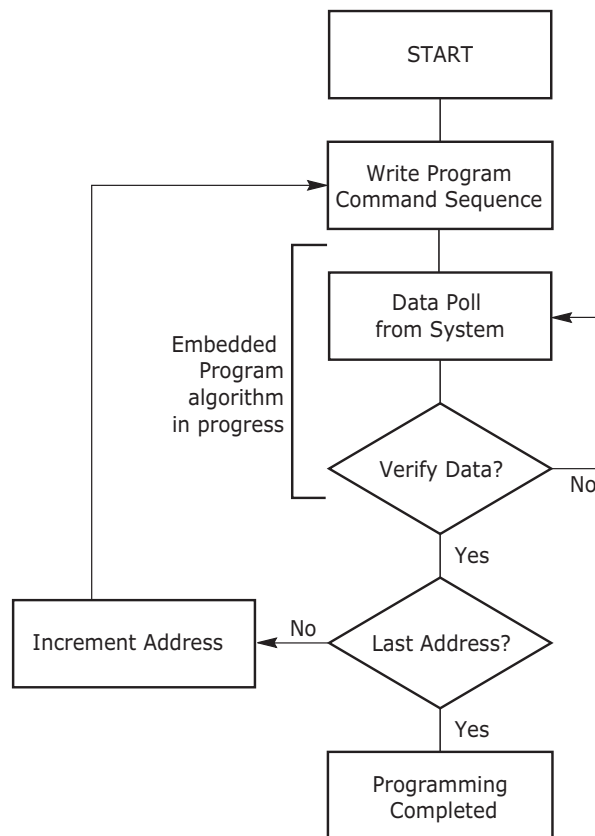 START
Write Program
Command Sequence
Data Poll
from System
Embedded
Program
algorithm
in progress
Verify Data?
No
Yes
Increment Address
No
Last Address?
Yes
Programming
Completed